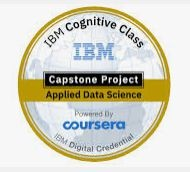 IBM Cognitive Class
IBM
Capstone Project
Applied Data Science
Powered By
coursera
IBM Digital Credential